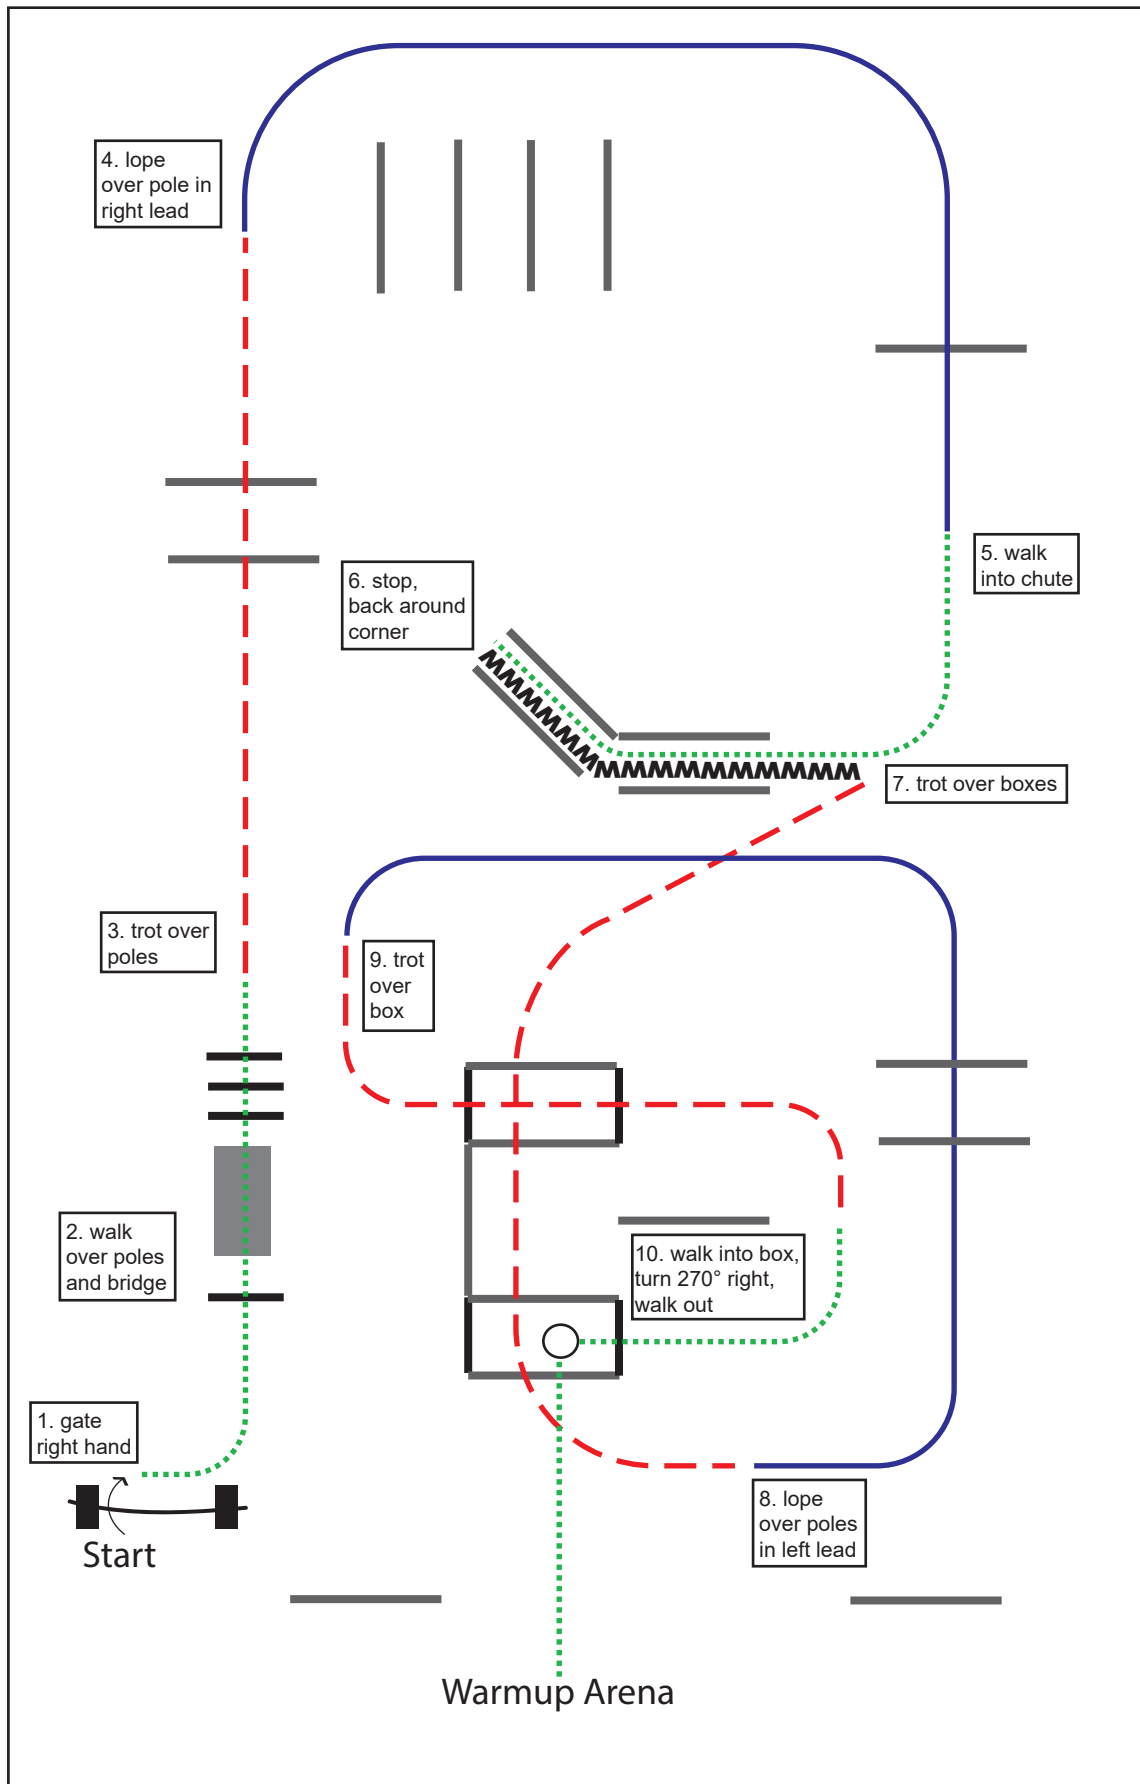 4. lope
over pole in
right lead
5. walk
into chute
6. stop,
back around
corner
7. trot over boxes
3. trot over
poles
9. trot
over
box
2. walk
over poles
and bridge
10. walk into box,
turn 270° right,
walk out
1. gate
right hand
8. lope
over poles
in left lead
Start
Warmup Arena